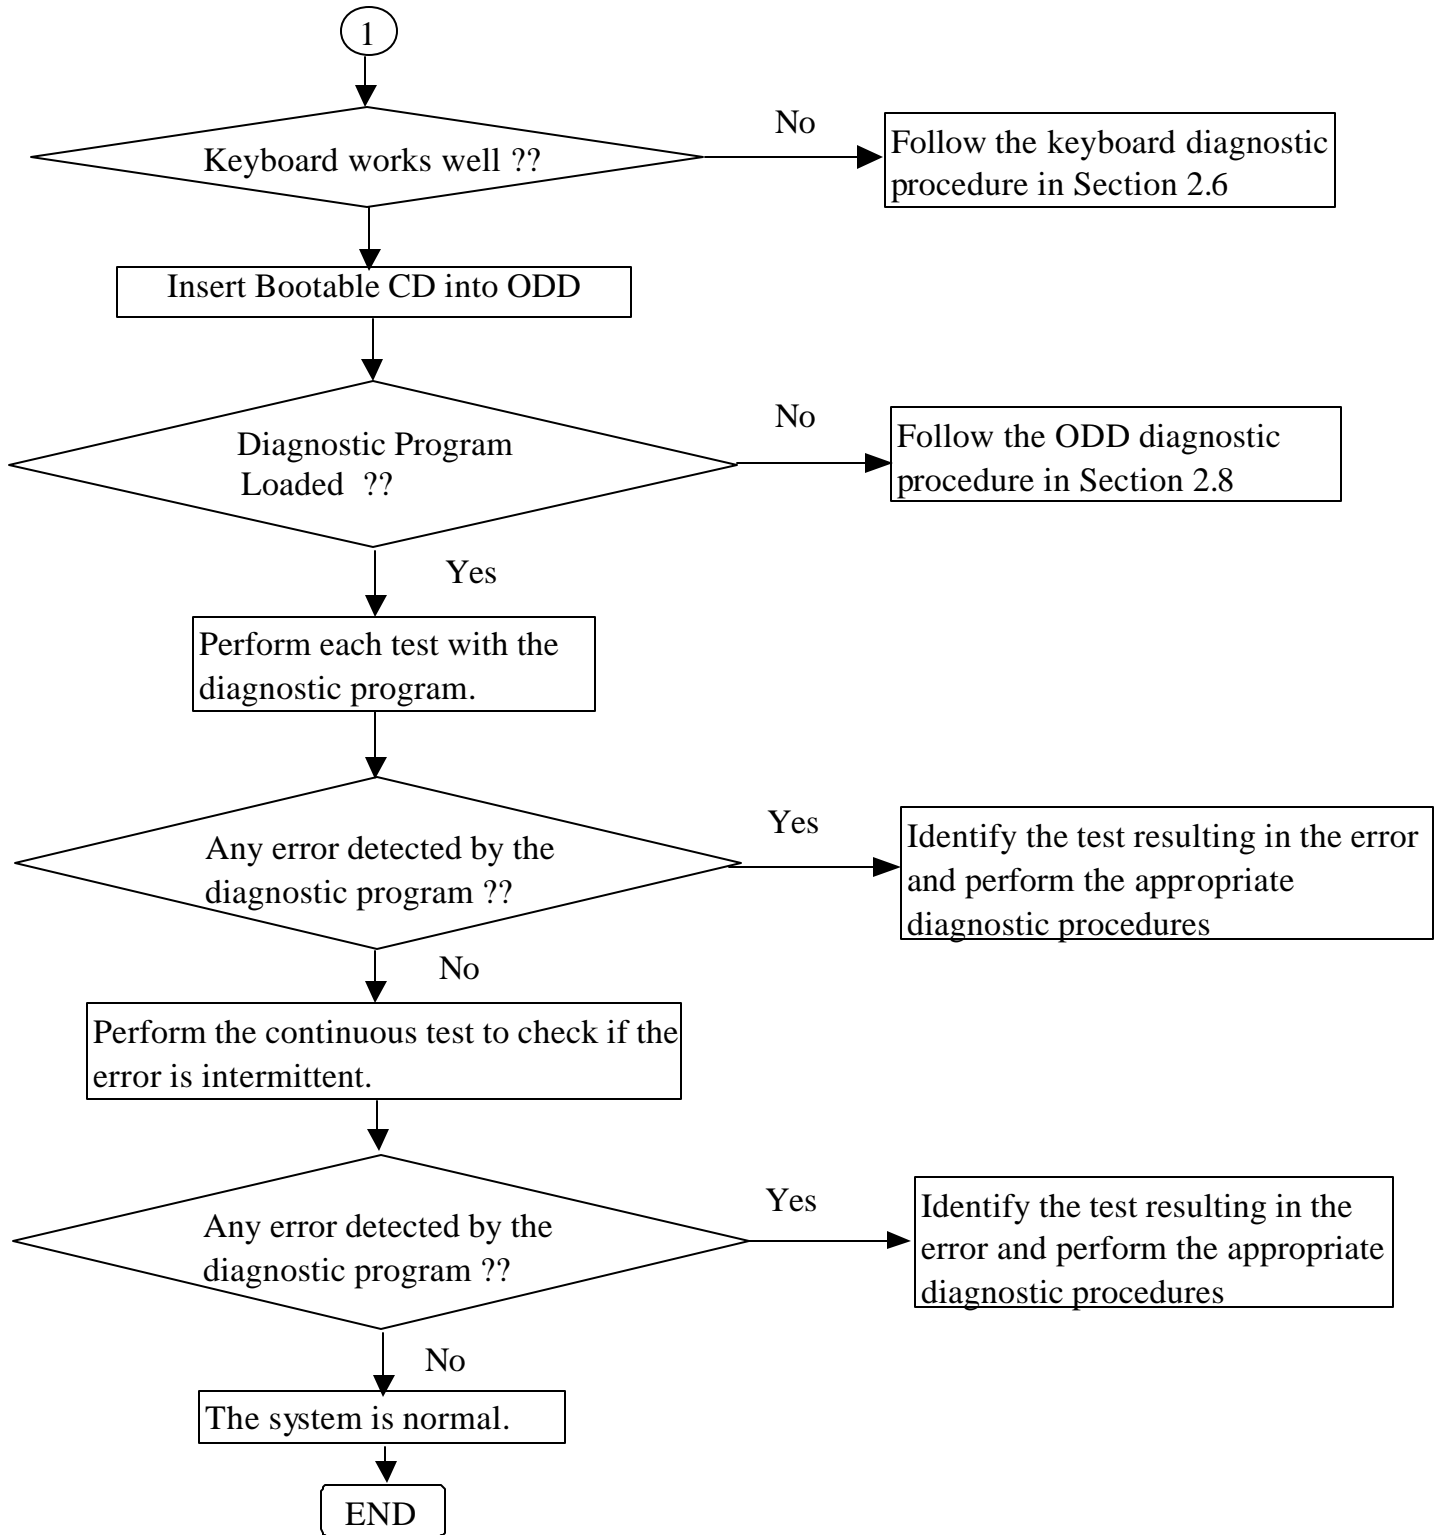 1
Keyboard works well ??
No
Follow the keyboard diagnostic
procedure in Section 2.6
Insert Bootable CD into ODD
Diagnostic Program
Loaded ??
No
Follow the ODD diagnostic
procedure in Section 2.8
Yes
Perform each test with the
diagnostic program.
Any error detected by the
diagnostic program ??
Yes
Identify the test resulting in the error
and perform the appropriate
diagnostic procedures
No
Perform the continuous test to check if the
error is intermittent.
Any error detected by the
diagnostic program ??
Yes
Identify the test resulting in the
error and perform the appropriate
diagnostic procedures
No
The system is normal.
END